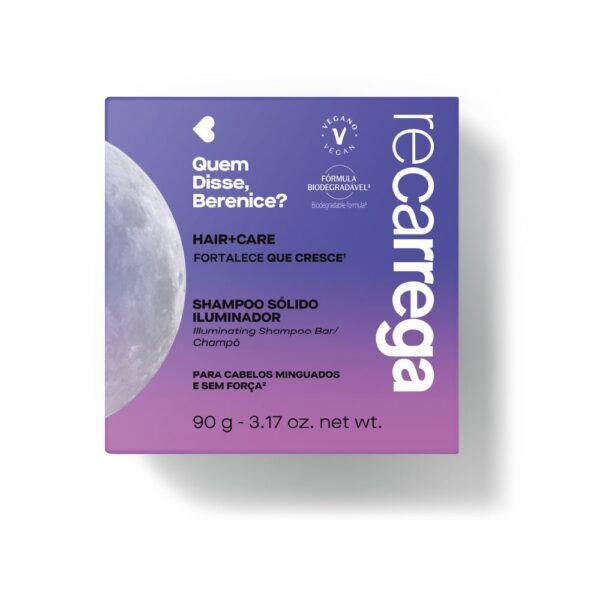 Quem
Disse,
Berenice?
VEGANO
V
VEGAN
FÓRMULA
BIODEGRADÁVEL³
Biodegradable formula³
recarrega
HAIR+CARE
FORTALECE QUE CRESCE¹
SHAMPOO SÓLIDO
ILUMINADOR
Illuminating Shampoo Bar/
Champô
PARA CABELOS MINGUADOS
E SEM FORÇA²
90 g - 3.17 oz. net wt.